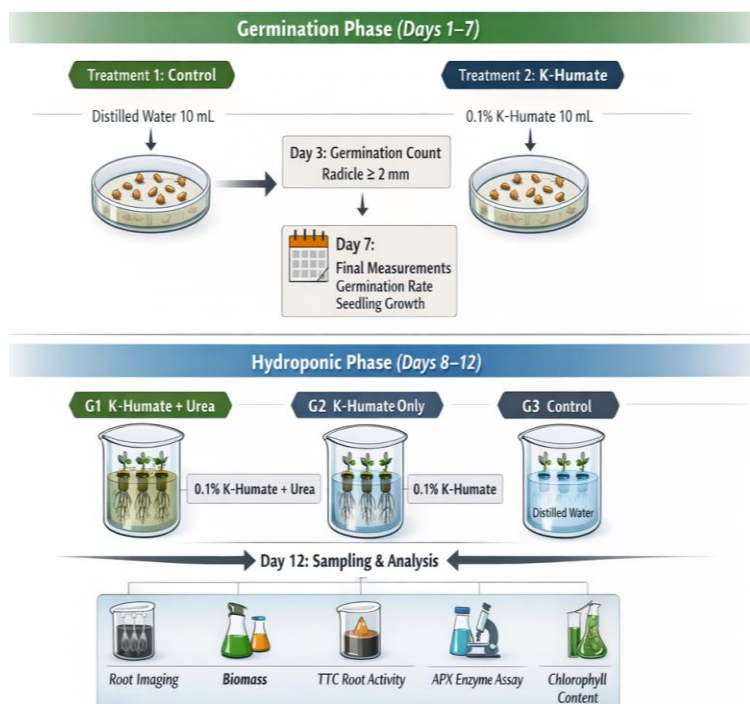 Germination Phase (Days 1–7)
Treatment 1: Control
Treatment 2: K-Humate
Distilled Water 10 mL
0.1% K-Humate 10 mL
Day 3: Germination Count
Radicle ≥ 2 mm
Day 7:
Final Measurements
Germination Rate
Seedling Growth
Hydroponic Phase (Days 8–12)
G1 K-Humate + Urea
G2 K-Humate Only
G3 Control
0.1% K-Humate + Urea
0.1% K-Humate
Distilled Water
Day 12: Sampling & Analysis
Root Imaging
Biomass
TTC Root Activity
APX Enzyme Assay
Chlorophyll
Content